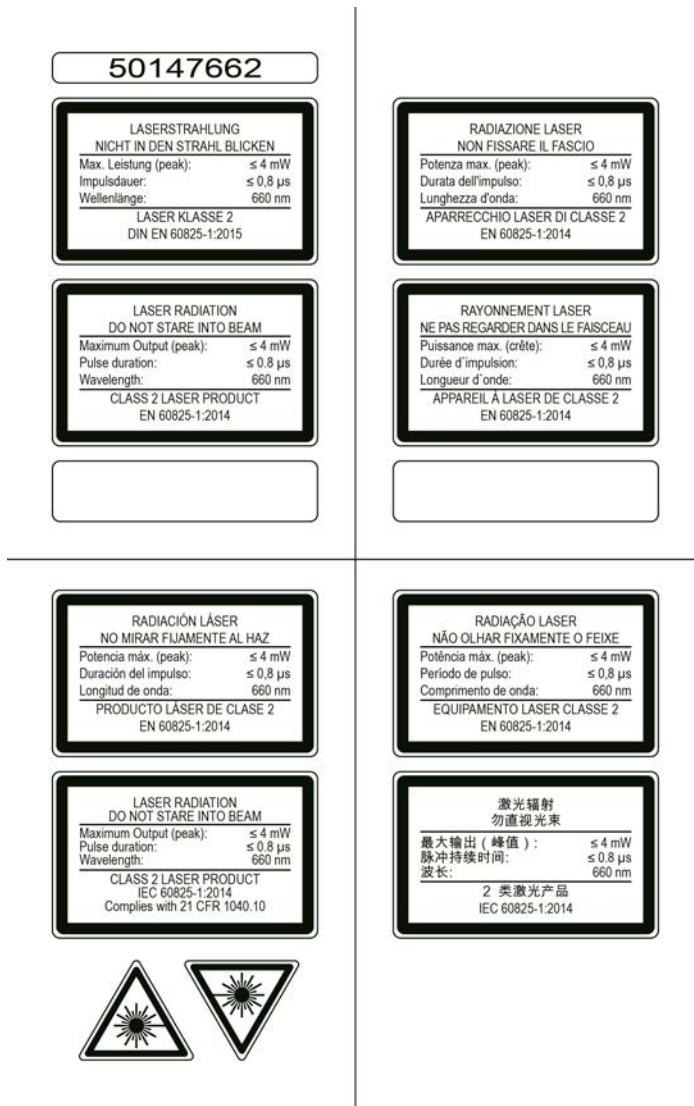 50147662
LASERSTRAHLUNG
NICHT IN DEN STRAHL BLICKEN
Max. Leistung (peak): ≤ 4 mW
Impulsdauer: ≤ 0,8 µs
Wellenlänge: 660 nm
LASER KLASSE 2
DIN EN 60825-1:2015
LASER RADIATION
DO NOT STARE INTO BEAM
Maximum Output (peak): ≤ 4 mW
Pulse duration: ≤ 0.8 µs
Wavelength: 660 nm
CLASS 2 LASER PRODUCT
EN 60825-1:2014
RADIAZIONE LASER
NON FISSARE IL FASCIO
Potenza max. (peak): ≤ 4 mW
Durata dell'impulso: ≤ 0,8 µs
Lunghezza d'onda: 660 nm
APARRECCHIO LASER DI CLASSE 2
EN 60825-1:2014
RAYONNEMENT LASER
NE PAS REGARDER DANS LE FAISCEAU
Puissance max. (crête): ≤ 4 mW
Durée d`impulsion: ≤ 0,8 µs
Longueur d`onde: 660 nm
APPAREIL À LASER DE CLASSE 2
EN 60825-1:2014
RADIACIÓN LÁSER
NO MIRAR FIJAMENTE AL HAZ
Potencia máx. (peak): ≤ 4 mW
Duración del impulso: ≤ 0,8 µs
Longitud de onda: 660 nm
PRODUCTO LÁSER DE CLASE 2
EN 60825-1:2014
LASER RADIATION
DO NOT STARE INTO BEAM
Maximum Output (peak): ≤ 4 mW
Pulse duration: ≤ 0.8 µs
Wavelength: 660 nm
CLASS 2 LASER PRODUCT
IEC 60825-1:2014
Complies with 21 CFR 1040.10
RADIAÇÃO LASER
NÃO OLHAR FIXAMENTE O FEIXE
Potência máx. (peak): ≤ 4 mW
Período de pulso: ≤ 0,8 µs
Comprimento de onda: 660 nm
EQUIPAMENTO LASER CLASSE 2
EN 60825-1:2014
激光辐射
勿直视光束
最大输出（峰值）: ≤ 4 mW
脉冲持续时间: ≤ 0.8 µs
波长: 660 nm
2 类激光产品
IEC 60825-1:2014